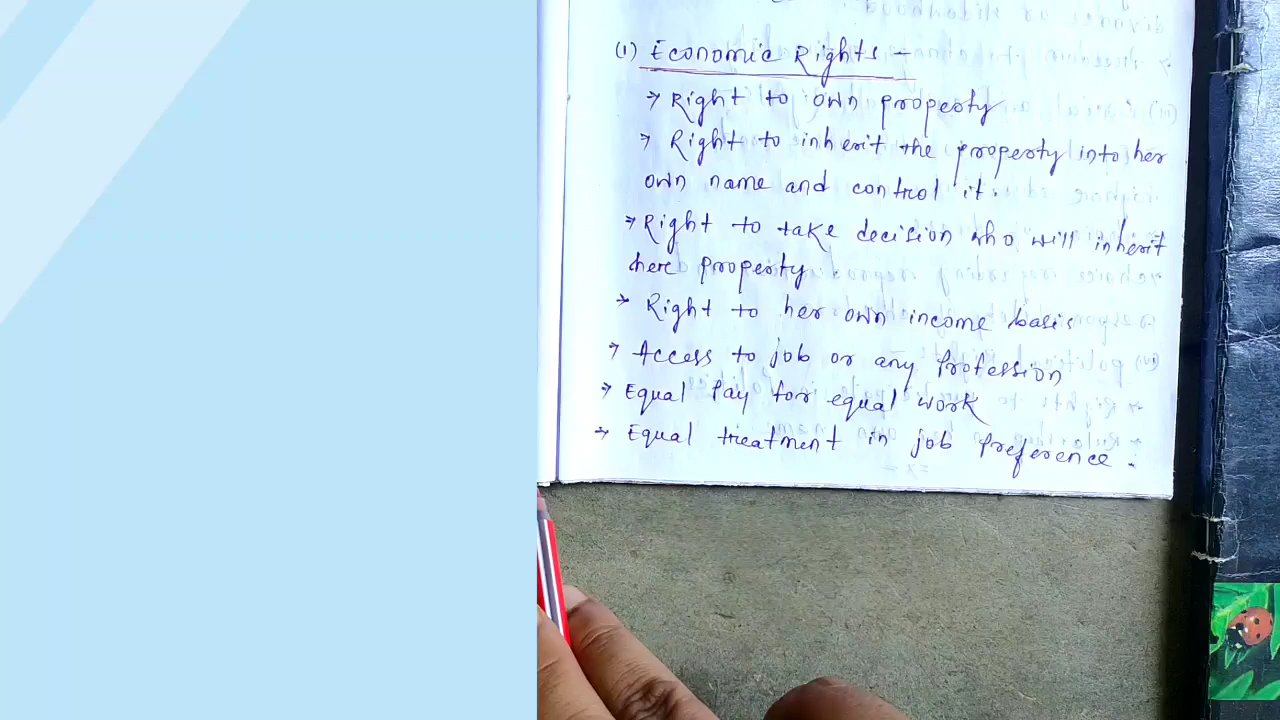 (1) Economic Rights -
→ Right to own property
→ Right to inherit the property into her
own name and control it.
→ Right to take decision who will inherit
here property
→ Right to her own income basis
→ Access to job or any Profession
→ Equal Pay for equal work
→ Equal treatment in job Preference.